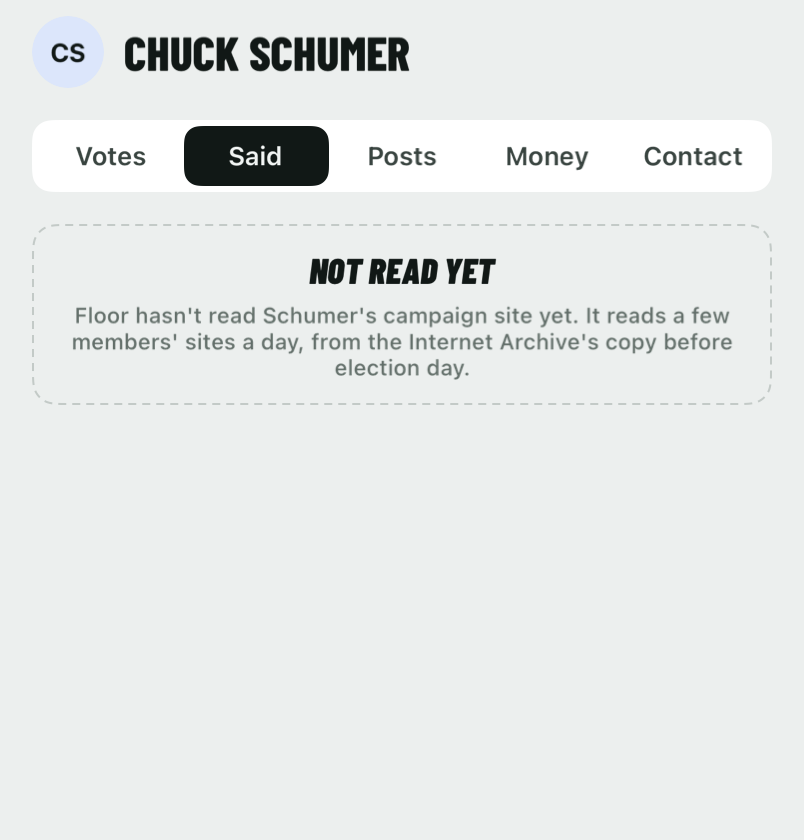 CS
CHUCK SCHUMER
Votes Said Posts Money Contact
NOT READ YET
Floor hasn't read Schumer's campaign site yet. It reads a few
members' sites a day, from the Internet Archive's copy before
election day.